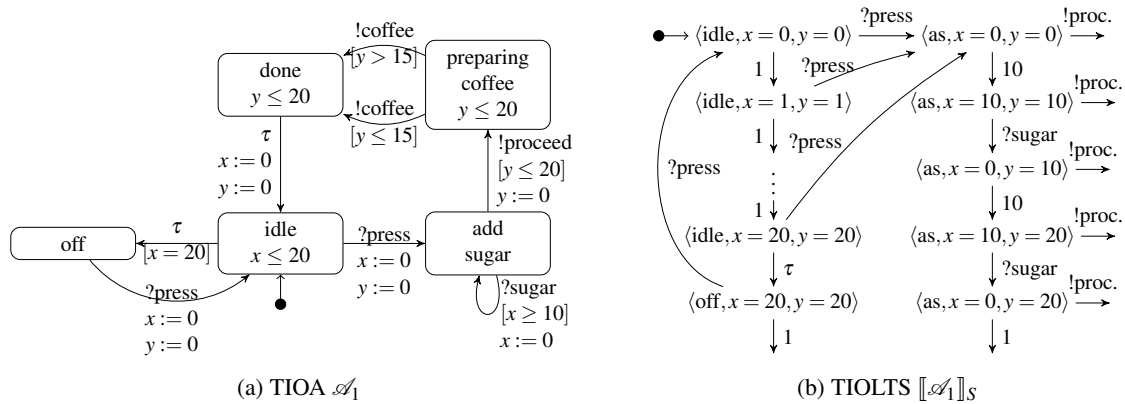 !coffee
[y > 15]
done
y ≤ 20
preparing
coffee
y ≤ 20
!coffee
[y ≤ 15]
τ
x := 0
y := 0
!proceed
[y ≤ 20]
y := 0
off
τ
[x = 20]
idle
x ≤ 20
?press
x := 0
y := 0
add
sugar
?press
x := 0
y := 0
?sugar
[x ≥ 10]
x := 0
(a) TIOA 𝒜1
⟨idle, x = 0, y = 0⟩ ?press ⟨as, x = 0, y = 0⟩ !proc.
1 ?press 10
⟨idle, x = 1, y = 1⟩ ⟨as, x = 10, y = 10⟩ !proc.
1 ?press ?sugar
?press ⋮ ⟨as, x = 0, y = 10⟩ !proc.
1 10
⟨idle, x = 20, y = 20⟩ ⟨as, x = 10, y = 20⟩ !proc.
τ ?sugar
⟨off, x = 20, y = 20⟩ ⟨as, x = 0, y = 20⟩ !proc.
1 1
(b) TIOLTS ⟦𝒜1⟧S